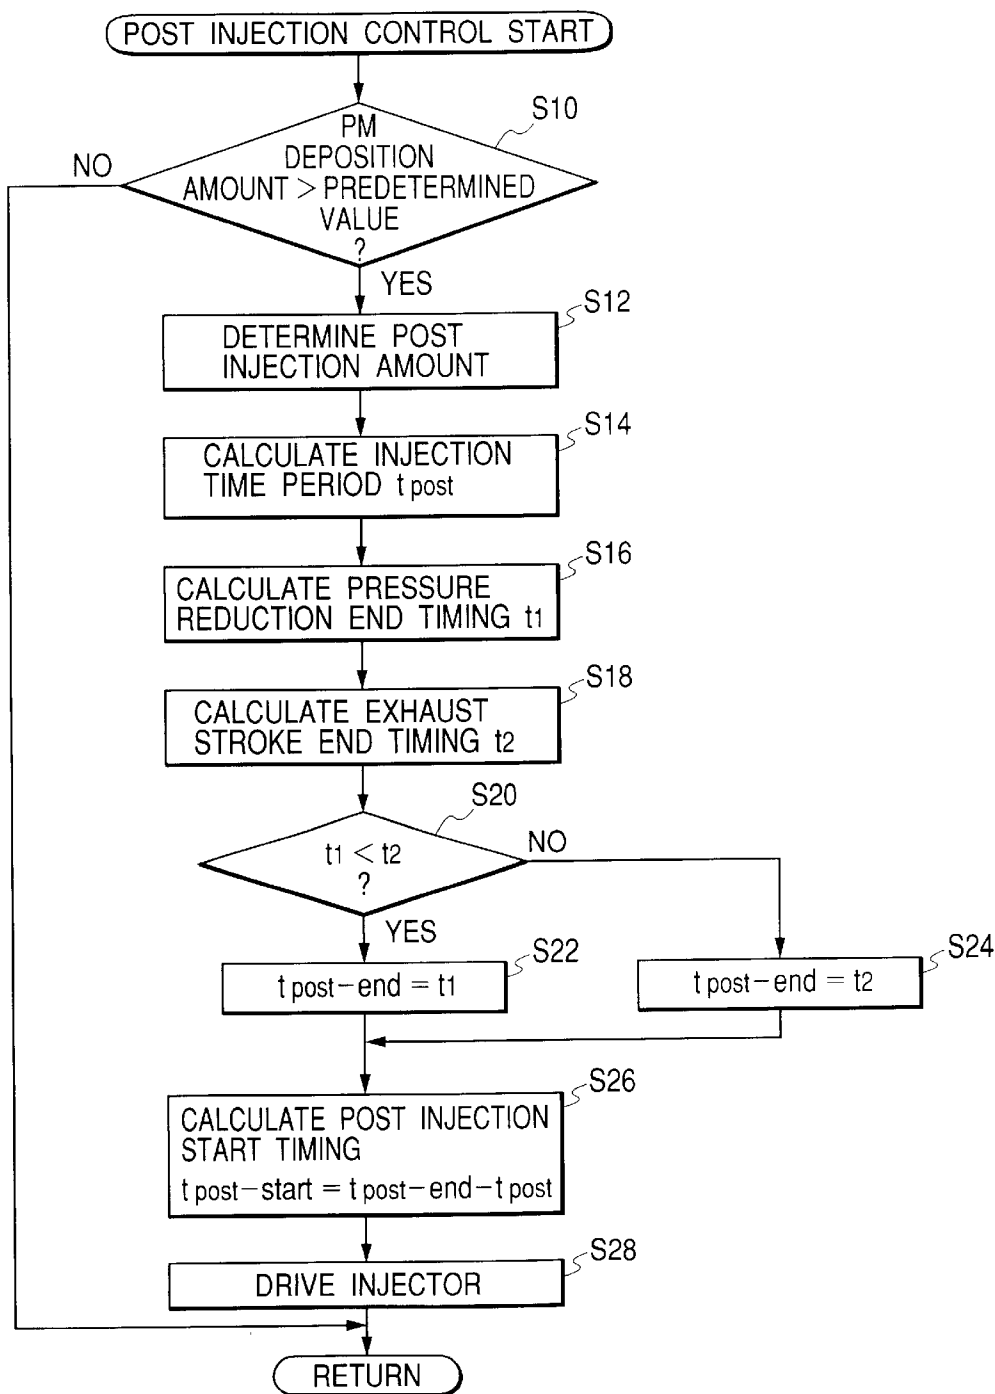 POST INJECTION CONTROL START
S10
PM
DEPOSITION
AMOUNT > PREDETERMINED
VALUE
?
NO
YES
S12
DETERMINE POST
INJECTION AMOUNT
S14
CALCULATE INJECTION
TIME PERIOD t post
S16
CALCULATE PRESSURE
REDUCTION END TIMING t1
S18
CALCULATE EXHAUST
STROKE END TIMING t2
S20
t1 < t2
?
NO
YES
S22
t post-end = t1
S24
t post-end = t2
S26
CALCULATE POST INJECTION
START TIMING
t post-start = t post-end-t post
S28
DRIVE INJECTOR
RETURN